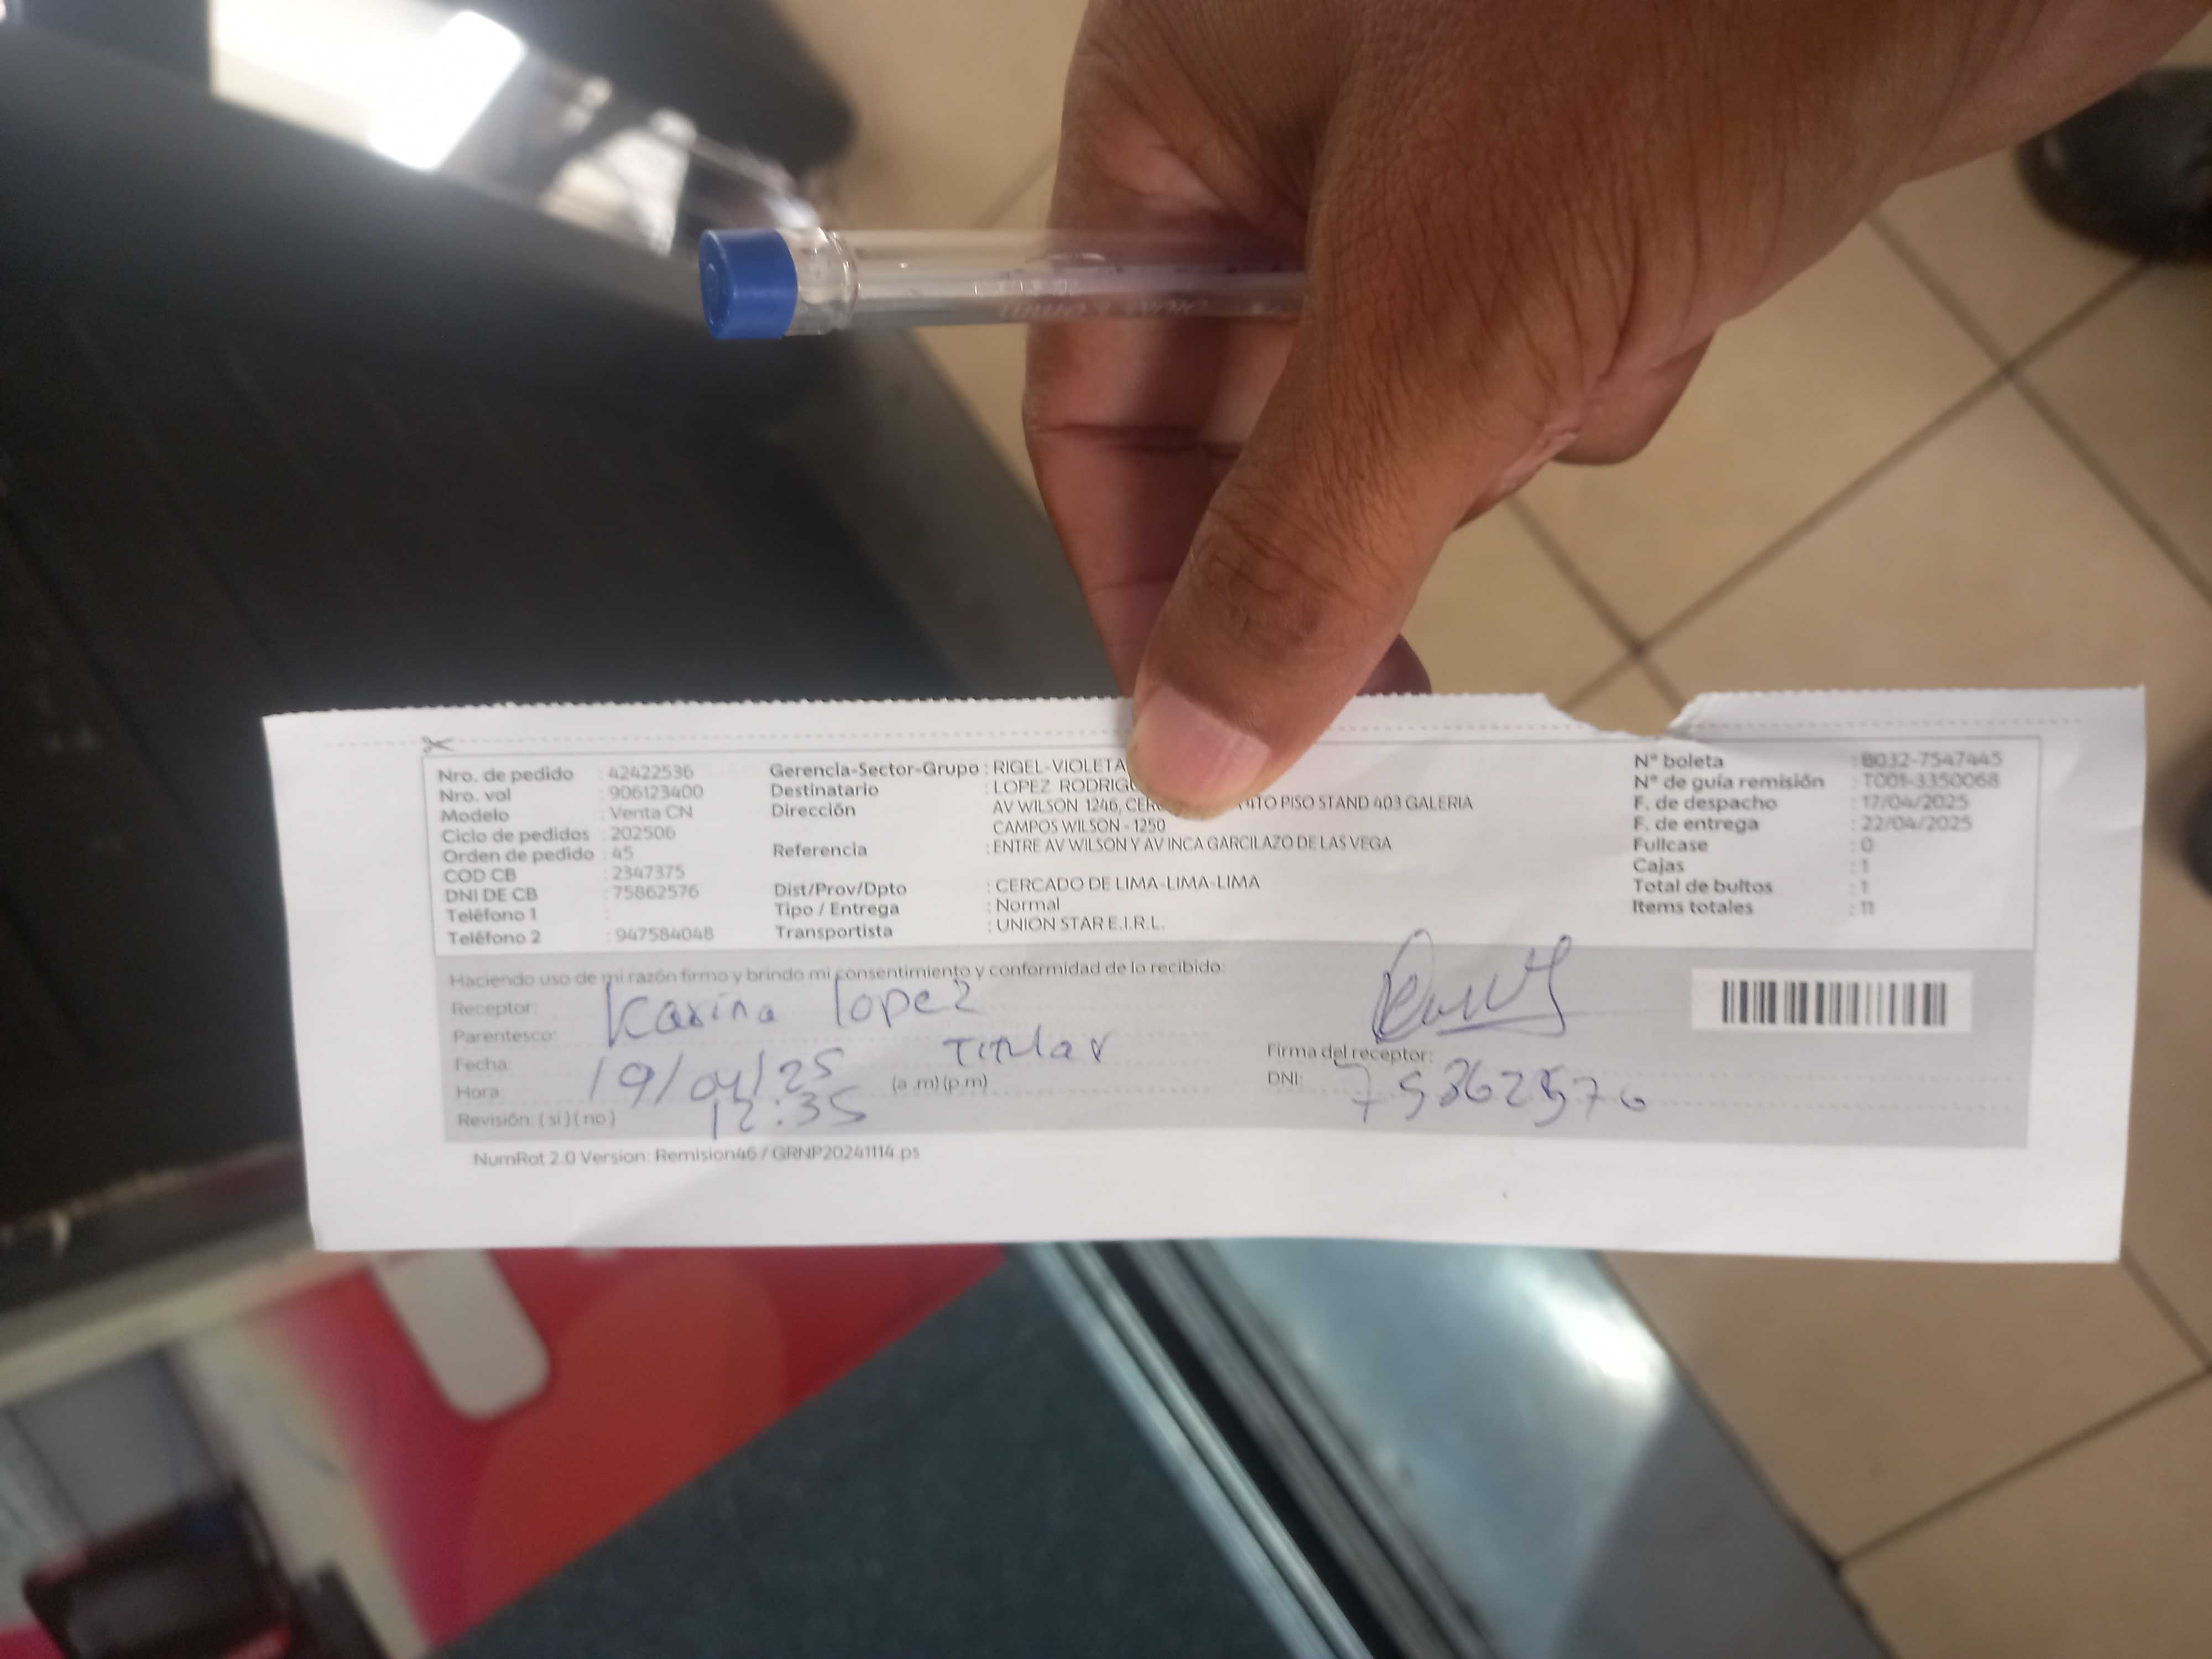 Nro. de pedido : 42422536
Nro. vol : 906123400
Modelo : Venta CN
Ciclo de pedidos : 202506
Orden de pedido : 45
COD CB : 2347375
DNI DE CB : 75862576
Teléfono 1 :
Teléfono 2 : 947584048
Gerencia-Sector-Grupo : RIGEL-VIOLETA
Destinatario : LOPEZ RODRIG
Dirección AV WILSON 1246, CER 4TO PISO STAND 403 GALERIA
CAMPOS WILSON - 1250
Referencia : ENTRE AV WILSON Y AV INCA GARCILAZO DE LAS VEGA
Dist/Prov/Dpto : CERCADO DE LIMA-LIMA-LIMA
Tipo / Entrega : Normal
Transportista : UNION STAR E.I.R.L.
N° boleta : B032-7547445
N° de guía remisión : T001-3350068
F. de despacho : 17/04/2025
F. de entrega : 22/04/2025
Fullcase : 0
Cajas : 1
Total de bultos : 1
Items totales : 11
Haciendo uso de mi razón firmo y brindo mi consentimiento y conformidad de lo recibido:
Receptor: Karina lopez
Parentesco: Titular
Fecha: 19/04/25
Hora: 12:35 (a .m) (p.m)
Revisión: ( si ) ( no )
Firma del receptor:
DNI: 75862576
NumRot 2.0 Version: Remision46 / GRNP20241114.ps